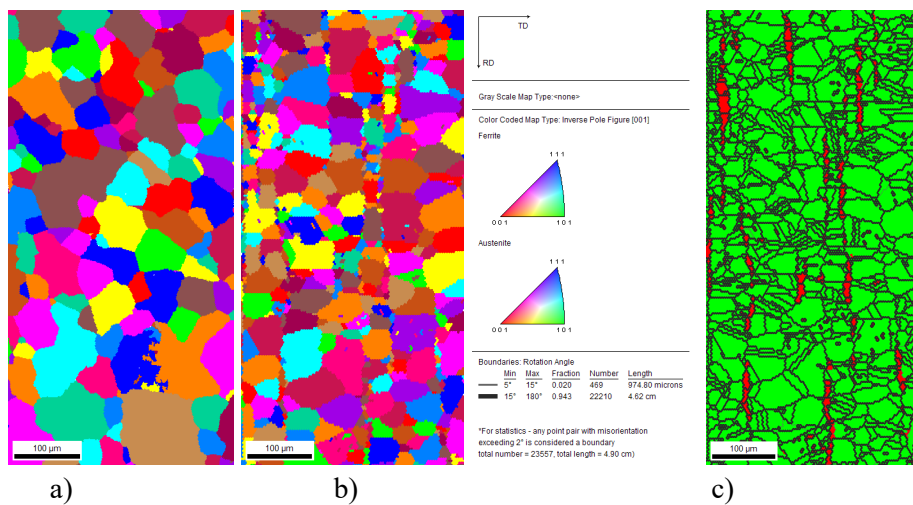 TD
RD
Gray Scale Map Type:<none>
Color Coded Map Type: Inverse Pole Figure [001]
Ferrite
1 1 1
0 0 1 1 0 1
Austenite
1 1 1
0 0 1 1 0 1
Boundaries: Rotation Angle
Min Max Fraction Number Length
5° 15° 0.020 469 974.80 microns
15° 180° 0.943 22210 4.62 cm
*For statistics - any point pair with misorientation
exceeding 2° is considered a boundary
total number = 23557, total length = 4.90 cm)
100 µm 100 µm 100 µm
a) b) c)